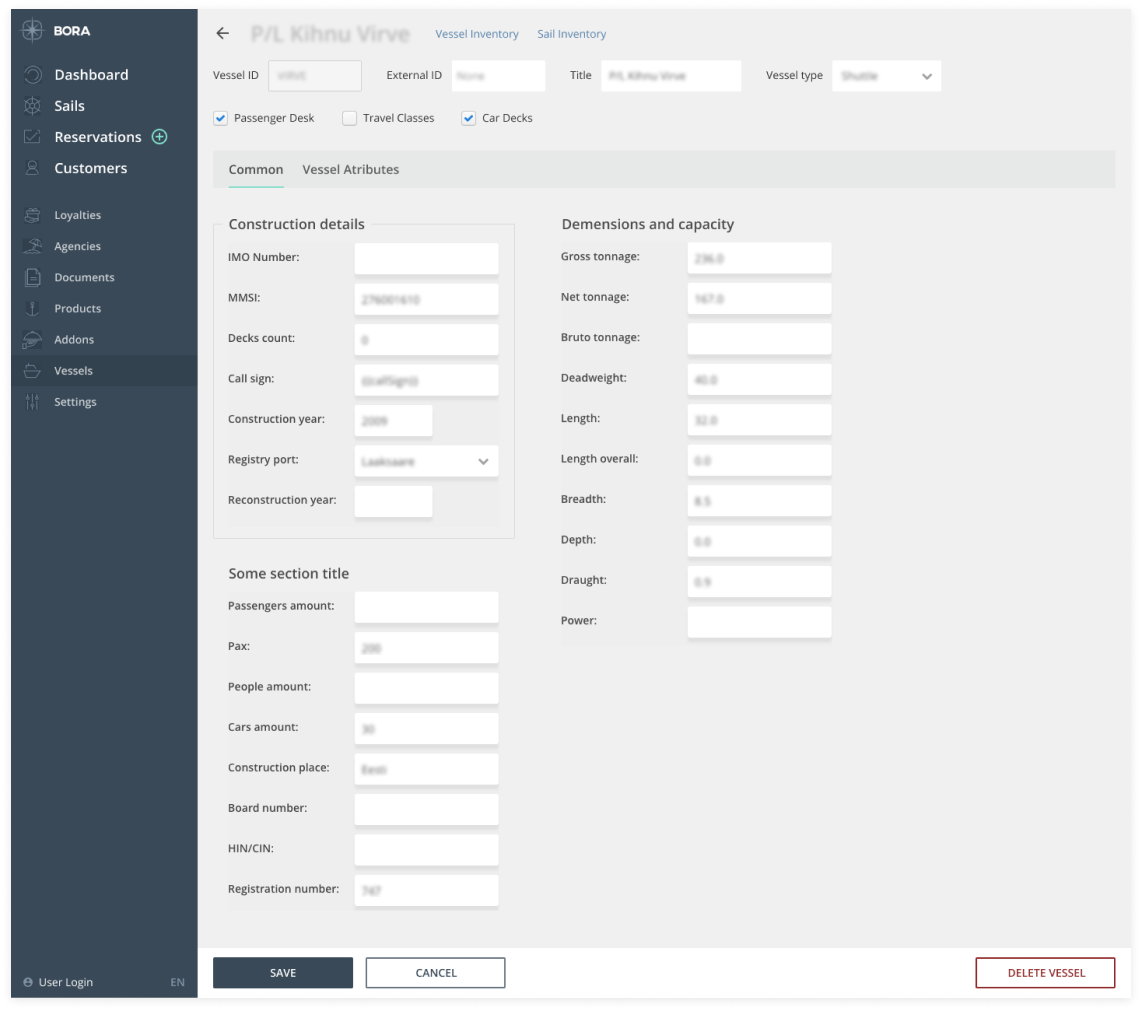 BORA
Dashboard
Sails
Reservations
Customers
Loyalties
Agencies
Documents
Products
Addons
Vessels
Settings
User Login EN
P/L Kihnu Virve Vessel Inventory Sail Inventory
Vessel ID VIRVE External ID None Title P/L Kihnu Virve Vessel type Shuttle
Passenger Desk Travel Classes Car Decks
Common Vessel Atributes
Construction details
IMO Number:
MMSI: 276001610
Decks count: 0
Call sign: {{callSign}}
Construction year: 2009
Registry port: Laaksaare
Reconstruction year:
Some section title
Passengers amount:
Pax: 200
People amount:
Cars amount: 30
Construction place: Eesti
Board number:
HIN/CIN:
Registration number: 747
Demensions and capacity
Gross tonnage: 236.0
Net tonnage: 167.0
Bruto tonnage:
Deadweight: 40.0
Length: 32.0
Length overall: 0.0
Breadth: 8.5
Depth: 0.0
Draught: 0.9
Power:
SAVE CANCEL DELETE VESSEL